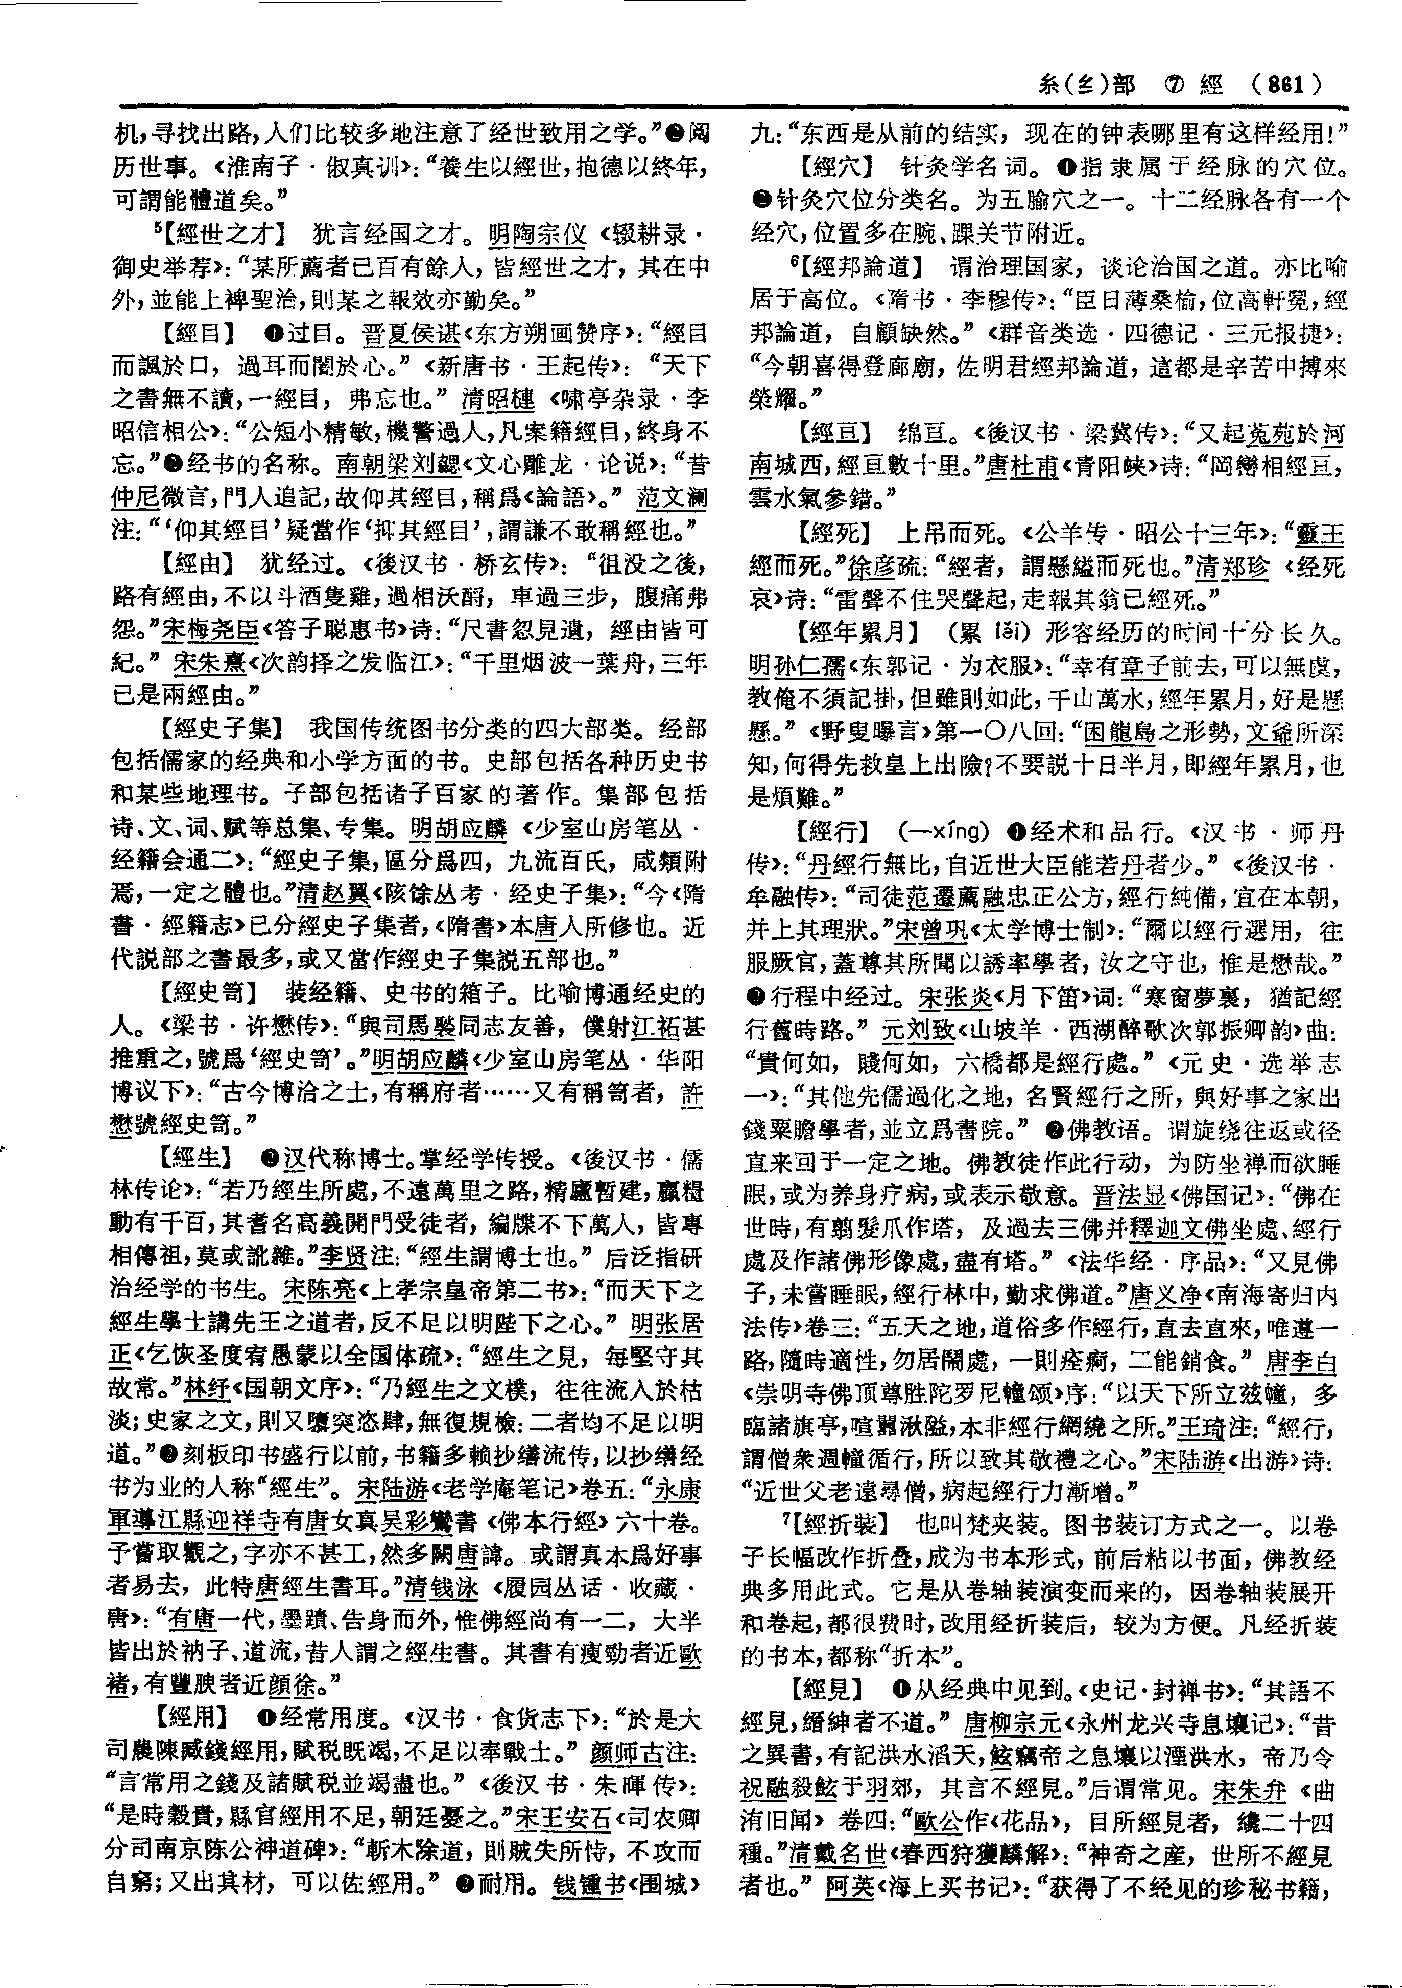 糸(纟)部 ⑦ 經 （861）
机，寻找出路，人们比较多地注意了经世致用之学。”❷阅
历世事。《淮南子·俶真训》：“養生以經世，抱德以終年，
可謂能體道矣。”
⁵【經世之才】 犹言经国之才。明陶宗仪《辍耕录·
御史举荐》：“某所薦者已百有餘人，皆經世之才，其在中
外，並能上裨聖治，則某之報效亦勤矣。”
【經目】 ❶过目。晋夏侯谌《东方朔画赞序》：“經目
而諷於口，過耳而闇於心。”《新唐书·王起传》：“天下
之書無不讀，一經目，弗忘也。”清昭槤《啸亭杂录·李
昭信相公》：“公短小精敏，機警過人，凡案籍經目，終身不
忘。”❷经书的名称。南朝梁刘勰《文心雕龙·论说》：“昔
仲尼微言，門人追記，故仰其經目，稱爲《論語》。”范文澜
注：“‘仰其經目’疑當作‘抑其經目’，謂謙不敢稱經也。”
【經由】 犹经过。《後汉书·桥玄传》：“徂没之後，
路有經由，不以斗酒隻雞，過相沃酹，車過三步，腹痛弗
怨。”宋梅尧臣《答子聪惠书》诗：“尺書忽見遺，經由皆可
紀。”宋朱熹《次韵择之发临江》：“千里烟波一葉舟，三年
已是兩經由。”
【經史子集】 我国传统图书分类的四大部类。经部
包括儒家的经典和小学方面的书。史部包括各种历史书
和某些地理书。子部包括诸子百家的著作。集部包括
诗、文、词、赋等总集、专集。明胡应麟《少室山房笔丛·
经籍会通二》：“經史子集，區分爲四，九流百氏，咸類附
焉，一定之體也。”清赵翼《陔馀丛考·经史子集》：“今《隋
書·經籍志》已分經史子集者，《隋書》本唐人所修也。近
代説部之書最多，或又當作經史子集説五部也。”
【經史笥】 装经籍、史书的箱子。比喻博通经史的
人。《梁书·许懋传》：“與司馬褧同志友善，僕射江祏甚
推重之，號爲‘經史笥’。”明胡应麟《少室山房笔丛·华阳
博议下》：“古今博洽之士，有稱府者……又有稱笥者，許
懋號經史笥。”
【經生】 ❶汉代称博士。掌经学传授。《後汉书·儒
林传论》：“若乃經生所處，不遠萬里之路，精廬暫建，贏糧
動有千百，其耆名高義開門受徒者，編牒不下萬人，皆專
相傳祖，莫或訛雜。”李贤注：“經生謂博士也。”后泛指研
治经学的书生。宋陈亮《上孝宗皇帝第二书》：“而天下之
經生學士講先王之道者，反不足以明陛下之心。”明张居
正《乞恢圣度宥愚蒙以全国体疏》：“經生之見，每堅守其
故常。”林纾《国朝文序》：“乃經生之文樸，往往流入於枯
淡；史家之文，則又隳突恣肆，無復規檢：二者均不足以明
道。”❷刻板印书盛行以前，书籍多赖抄缮流传，以抄缮经
书为业的人称“經生”。宋陆游《老学庵笔记》卷五：“永康
軍導江縣迎祥寺有唐女真吴彩鸞書《佛本行經》六十卷。
予嘗取觀之，字亦不甚工，然多闕唐諱。或謂真本爲好事
者易去，此特唐經生書耳。”清钱泳《履园丛话·收藏·
唐》：“有唐一代，墨蹟、告身而外，惟佛經尚有一二，大半
皆出於衲子、道流，昔人謂之經生書。其書有瘦勁者近歐
褚，有豐腴者近顔徐。”
【經用】 ❶经常用度。《汉书·食货志下》：“於是大
司農陳臧錢經用，賦税既竭，不足以奉戰士。”颜师古注：
“言常用之錢及諸賦税並竭盡也。”《後汉书·朱晖传》：
“是時穀貴，縣官經用不足，朝廷憂之。”宋王安石《司农卿
分司南京陈公神道碑》：“斬木除道，則賊失所恃，不攻而
自窮；又出其材，可以佐經用。”❷耐用。钱锺书《围城》
九：“东西是从前的结实，现在的钟表哪里有这样经用！”
【經穴】 针灸学名词。❶指隶属于经脉的穴位。
❷针灸穴位分类名。为五腧穴之一。十二经脉各有一个
经穴，位置多在腕、踝关节附近。
⁶【經邦論道】 谓治理国家，谈论治国之道。亦比喻
居于高位。《隋书·李穆传》：“臣日薄桑榆，位高軒冕，經
邦論道，自顧缺然。”《群音类选·四德记·三元报捷》：
“今朝喜得登廊廟，佐明君經邦論道，這都是辛苦中摶來
榮耀。”
【經亘】 绵亘。《後汉书·梁冀传》：“又起菟苑於河
南城西，經亘數十里。”唐杜甫《青阳峡》诗：“岡巒相經亘，
雲水氣參錯。”
【經死】 上吊而死。《公羊传·昭公十三年》：“靈王
經而死。”徐彦疏：“經者，謂懸縊而死也。”清郑珍《经死
哀》诗：“雷聲不住哭聲起，走報其翁已經死。”
【經年累月】（累 lěi）形容经历的时间十分长久。
明孙仁孺《东郭记·为衣服》：“幸有章子前去，可以無虞，
教俺不須記掛，但雖則如此，千山萬水，經年累月，好是懸
懸。”《野叟曝言》第一〇八回：“困龍島之形勢，文爺所深
知，何得先救皇上出險？不要説十日半月，即經年累月，也
是煩難。”
【經行】（—xíng）❶经术和品行。《汉书·师丹
传》：“丹經行無比，自近世大臣能若丹者少。”《後汉书·
牟融传》：“司徒范遷薦融忠正公方，經行純備，宜在本朝，
并上其理狀。”宋曾巩《太学博士制》：“爾以經行選用，往
服厥官，蓋尊其所聞以誘率學者，汝之守也，惟是懋哉。”
❷行程中经过。宋张炎《月下笛》词：“寒窗夢裏，猶記經
行舊時路。”元刘致《山坡羊·西湖醉歌次郭振卿韵》曲：
“貴何如，賤何如，六橋都是經行處。”《元史·选举志
一》：“其他先儒過化之地，名賢經行之所，與好事之家出
錢粟贍學者，並立爲書院。”❸佛教语。谓旋绕往返或径
直来回于一定之地。佛教徒作此行动，为防坐禅而欲睡
眠，或为养身疗病，或表示敬意。晋法显《佛国记》：“佛在
世時，有翦髮爪作塔，及過去三佛并釋迦文佛坐處、經行
處及作諸佛形像處，盡有塔。”《法华经·序品》：“又見佛
子，未嘗睡眠，經行林中，勤求佛道。”唐义净《南海寄归内
法传》卷三：“五天之地，道俗多作經行，直去直來，唯遵一
路，隨時適性，勿居鬧處，一則痊痾，二能銷食。”唐李白
《崇明寺佛顶尊胜陀罗尼幢颂》序：“以天下所立兹幢，多
臨諸旗亭，喧囂湫隘，本非經行網繞之所。”王琦注：“經行，
謂僧衆週幢循行，所以致其敬禮之心。”宋陆游《出游》诗：
“近世父老遠尋僧，病起經行力漸增。”
⁷【經折裝】 也叫梵夹装。图书装订方式之一。以卷
子长幅改作折叠，成为书本形式，前后粘以书面，佛教经
典多用此式。它是从卷轴装演变而来的，因卷轴装展开
和卷起，都很费时，改用经折装后，较为方便。凡经折装
的书本，都称“折本”。
【經見】 ❶从经典中见到。《史记·封禅书》：“其語不
經見，縉紳者不道。”唐柳宗元《永州龙兴寺息壤记》：“昔
之異書，有記洪水滔天，鮌竊帝之息壤以湮洪水，帝乃令
祝融殺鮌于羽郊，其言不經見。”后谓常见。宋朱弁《曲
洧旧闻》卷四：“歐公作《花品》，目所經見者，纔二十四
種。”清戴名世《春西狩獲麟解》：“神奇之産，世所不經見
者也。”阿英《海上买书记》：“获得了不经见的珍秘书籍，